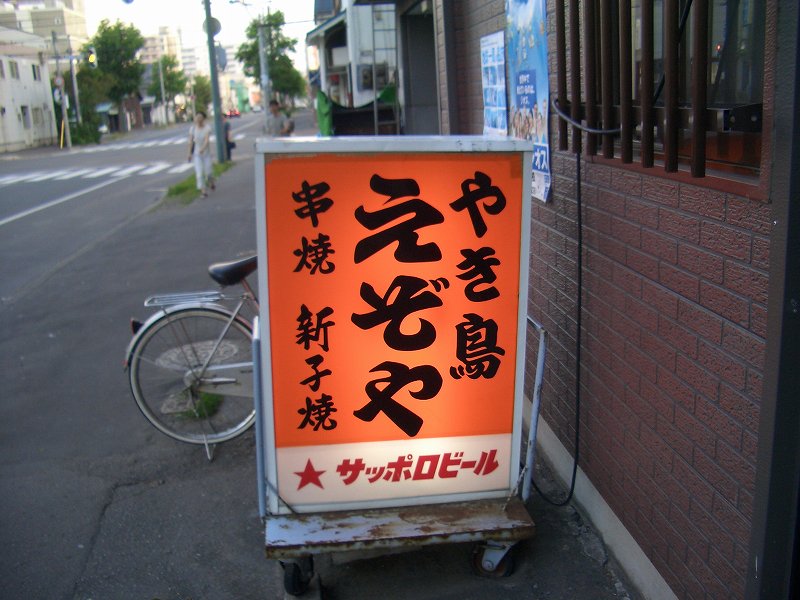 やき鳥
えぞや
串焼 新子焼
★サッポロビール